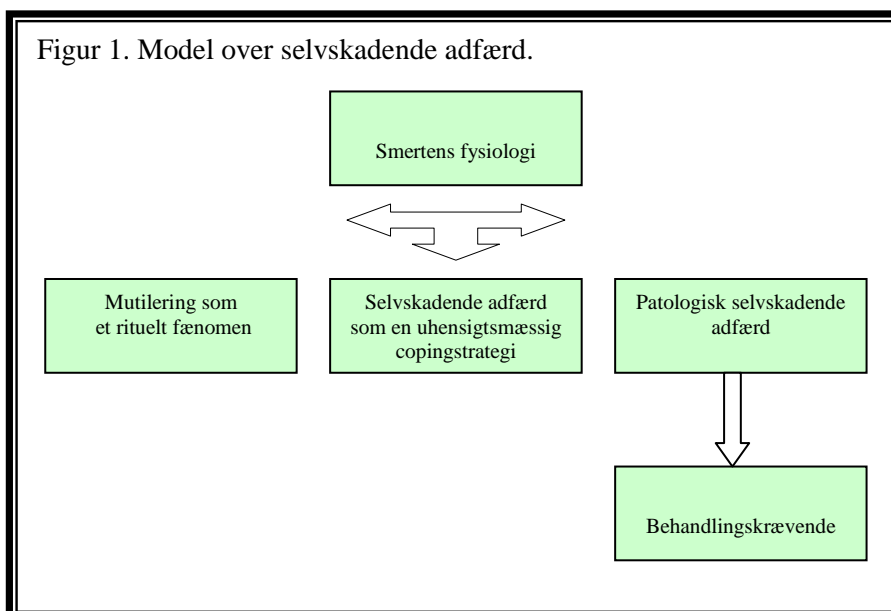 Figur 1. Model over selvskadende adfærd.
Smertens fysiologi
Mutilering som
et rituelt fænomen
Selvskadende adfærd
som en uhensigtsmæssig
copingstrategi
Patologisk selvskadende
adfærd
Behandlingskrævende